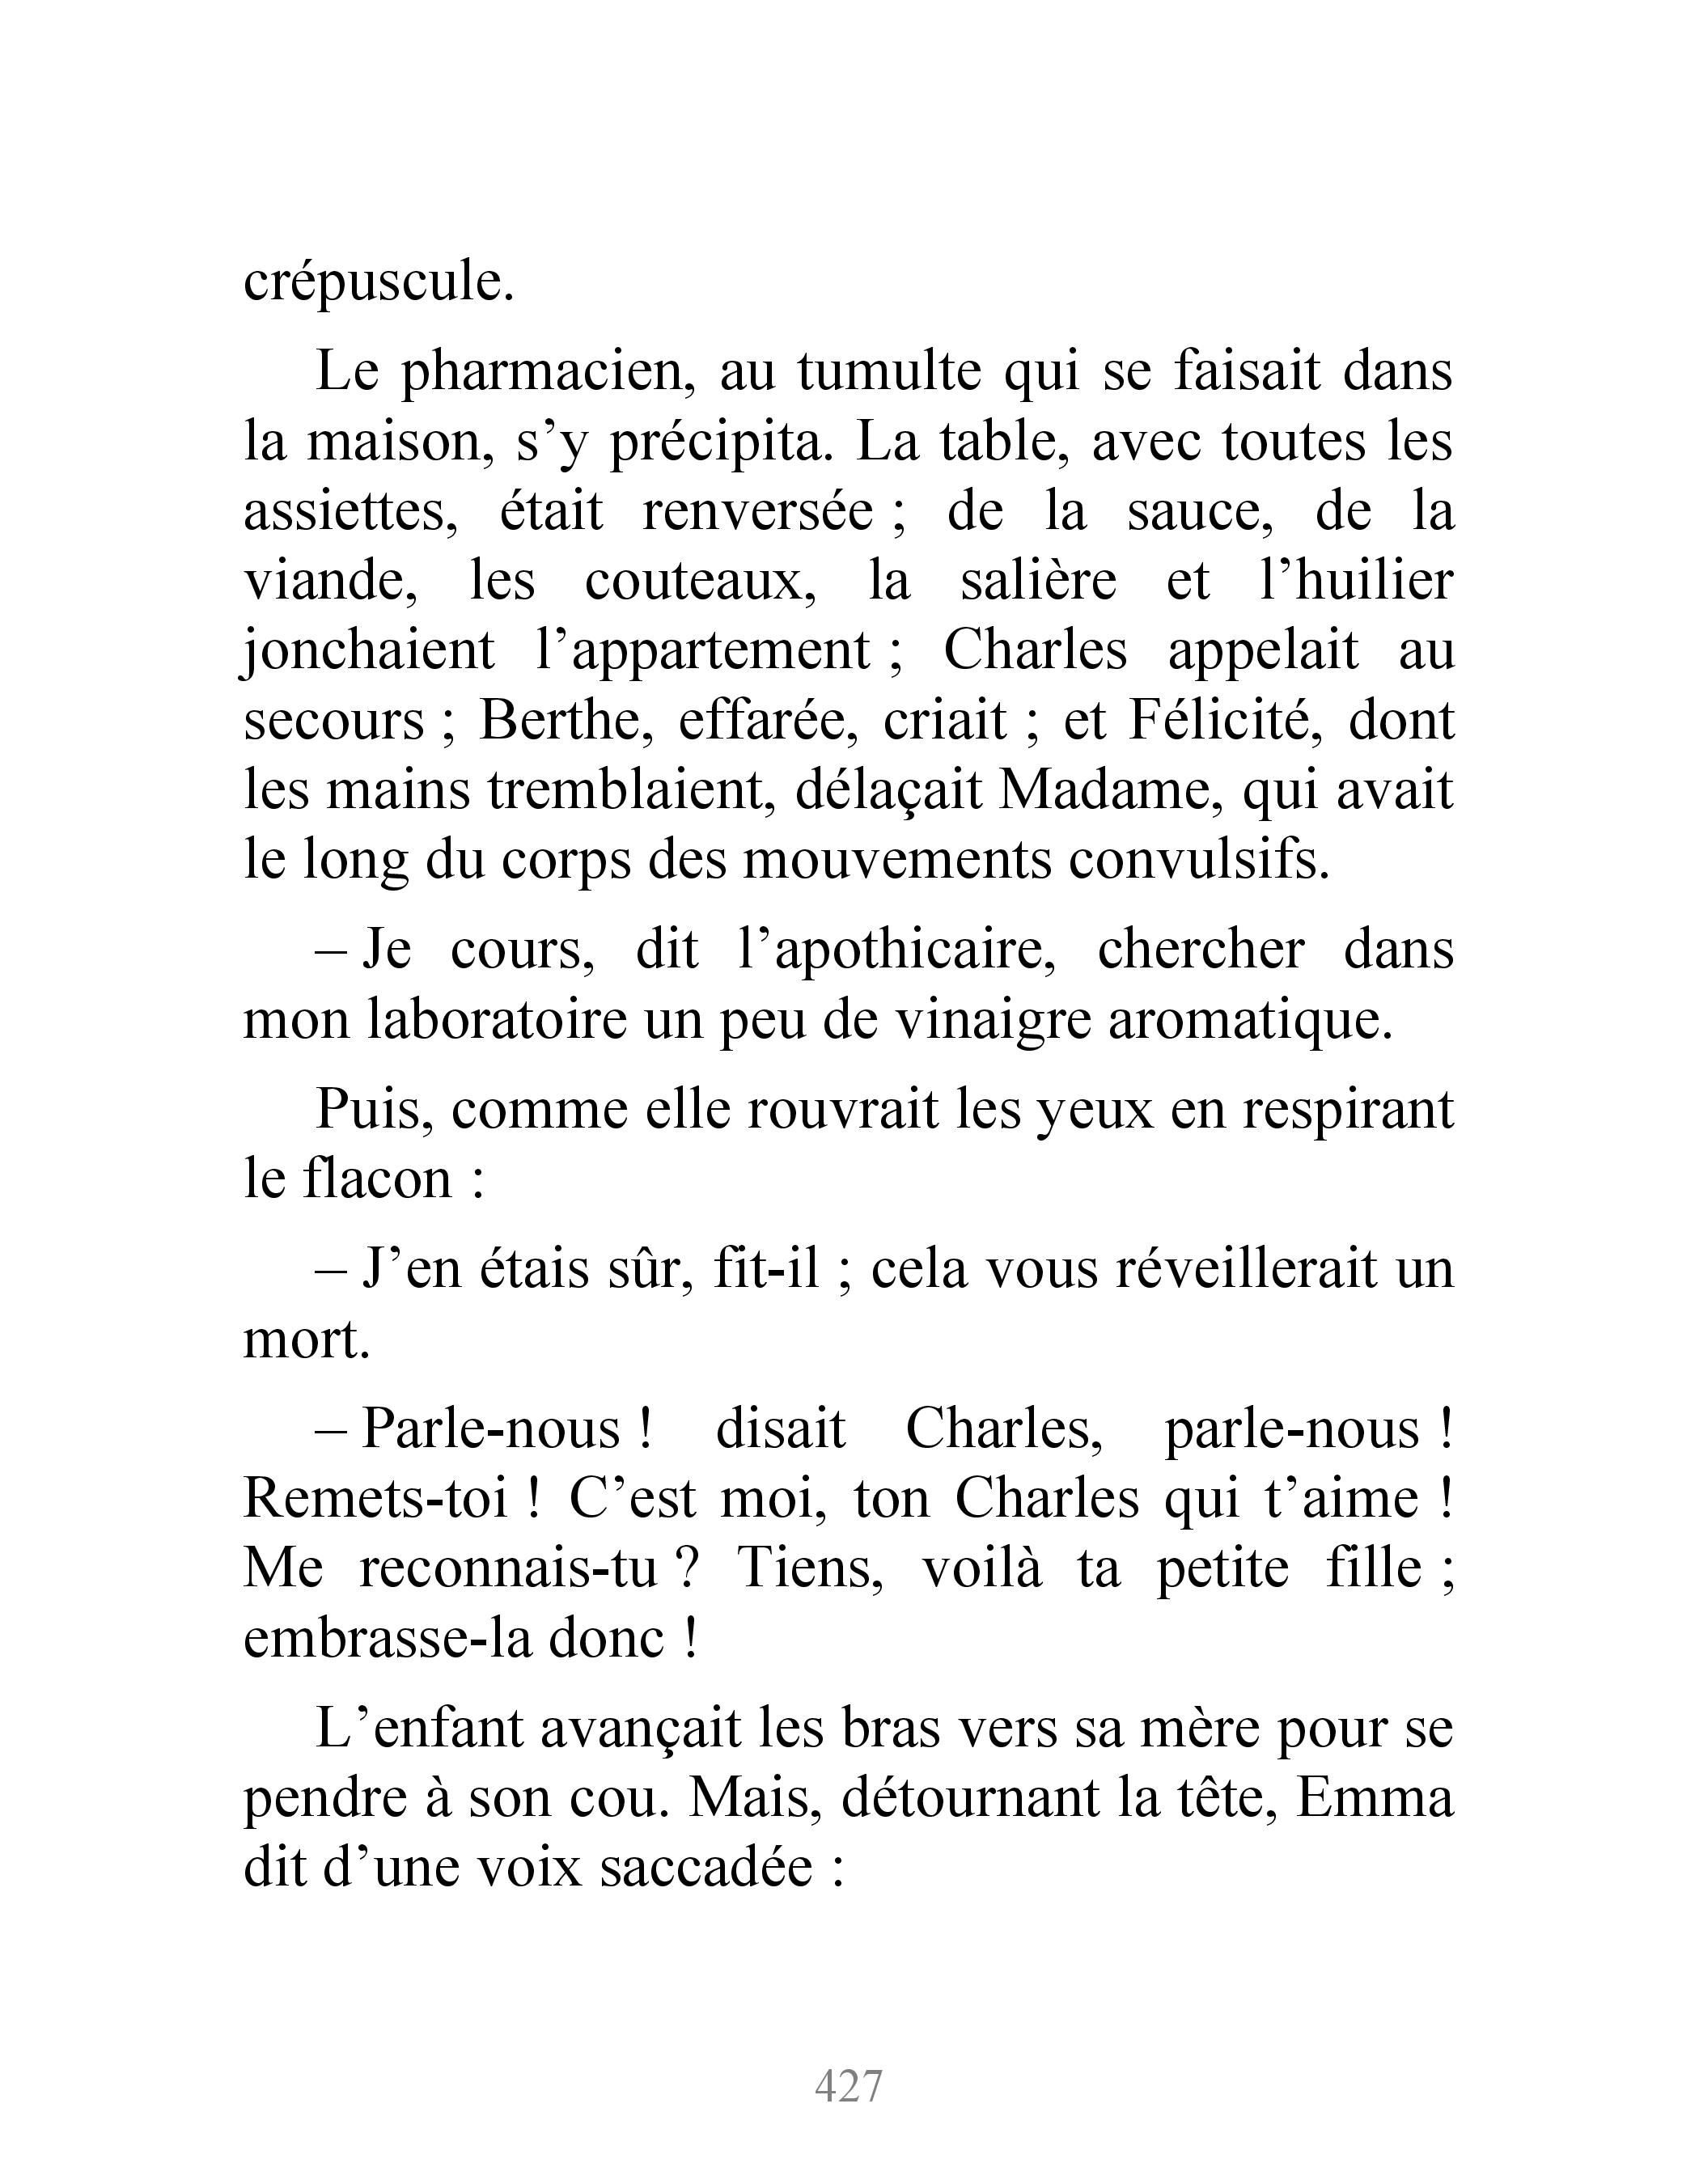 crépuscule.
Le pharmacien, au tumulte qui se faisait dans
la maison, s’y précipita. La table, avec toutes les
assiettes, était renversée ; de la sauce, de la
viande, les couteaux, la salière et l’huilier
jonchaient l’appartement ; Charles appelait au
secours ; Berthe, effarée, criait ; et Félicité, dont
les mains tremblaient, délaçait Madame, qui avait
le long du corps des mouvements convulsifs.
– Je cours, dit l’apothicaire, chercher dans
mon laboratoire un peu de vinaigre aromatique.
Puis, comme elle rouvrait les yeux en respirant
le flacon :
– J’en étais sûr, fit-il ; cela vous réveillerait un
mort.
– Parle-nous ! disait Charles, parle-nous !
Remets-toi ! C’est moi, ton Charles qui t’aime !
Me reconnais-tu ? Tiens, voilà ta petite fille ;
embrasse-la donc !
L’enfant avançait les bras vers sa mère pour se
pendre à son cou. Mais, détournant la tête, Emma
dit d’une voix saccadée :
427